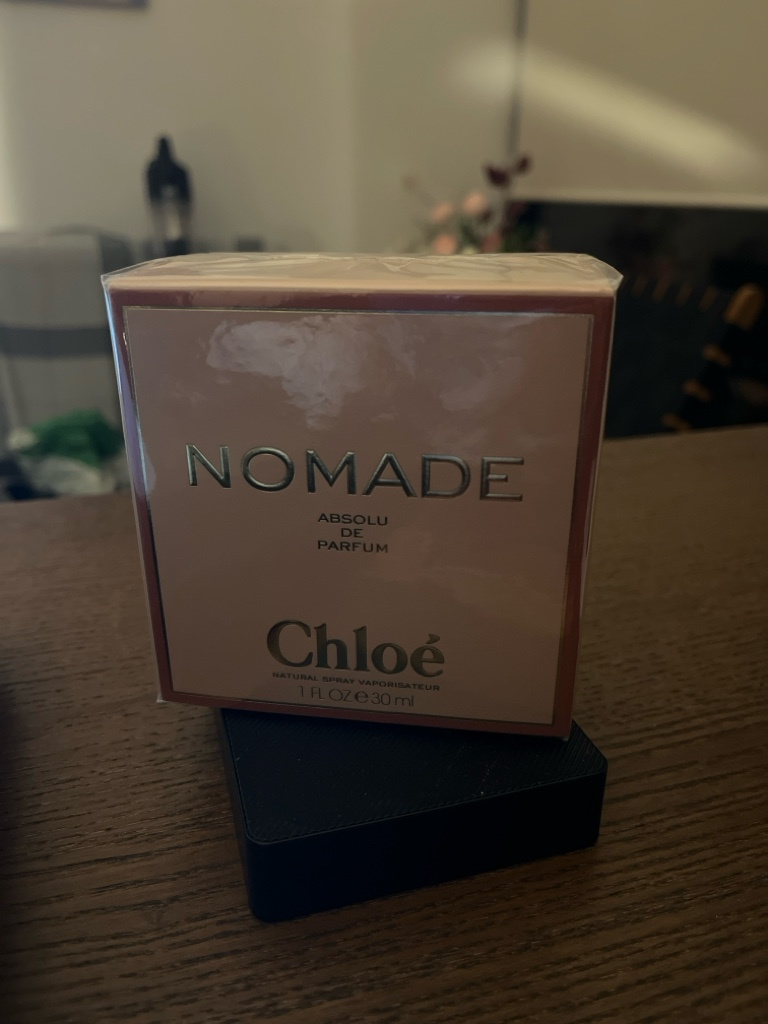 NOMADE
ABSOLU
DE
PARFUM
Chloé
NATURAL SPRAY VAPORISATEUR
1 FL.OZ ℮ 30 ml